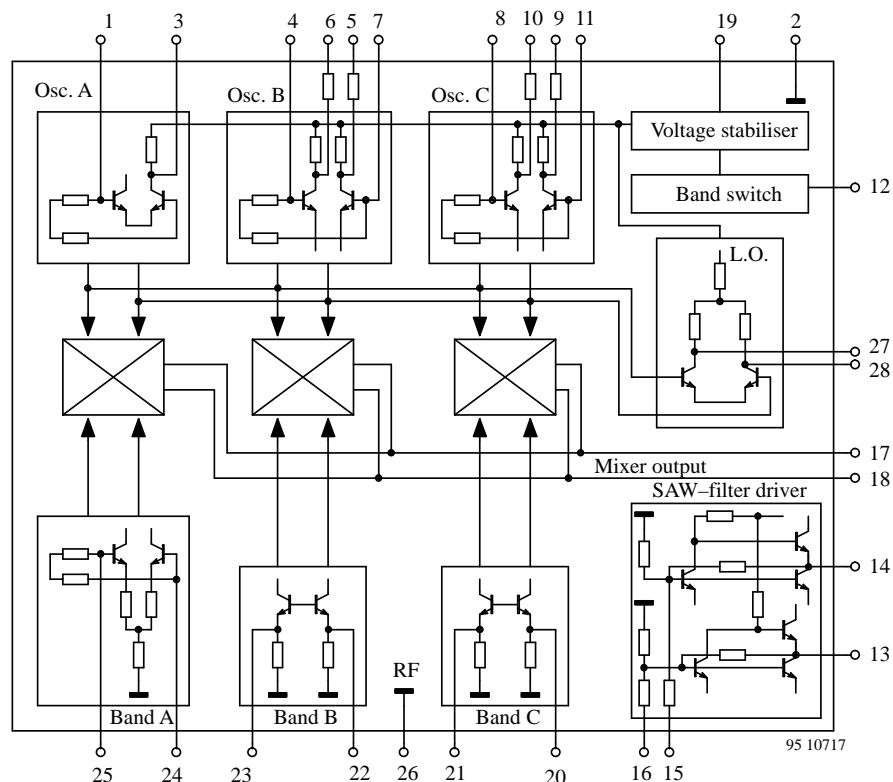 1 3 4 6 5 7 8 10 9 11 19 2
Osc. A
Osc. B
Osc. C
Voltage stabiliser
Band switch
12
L.O.
27
28
17
Mixer output
18
SAW–filter driver
14
13
RF
Band A
Band B
Band C
95 10717
25 24 23 22 26 21 20 16 15